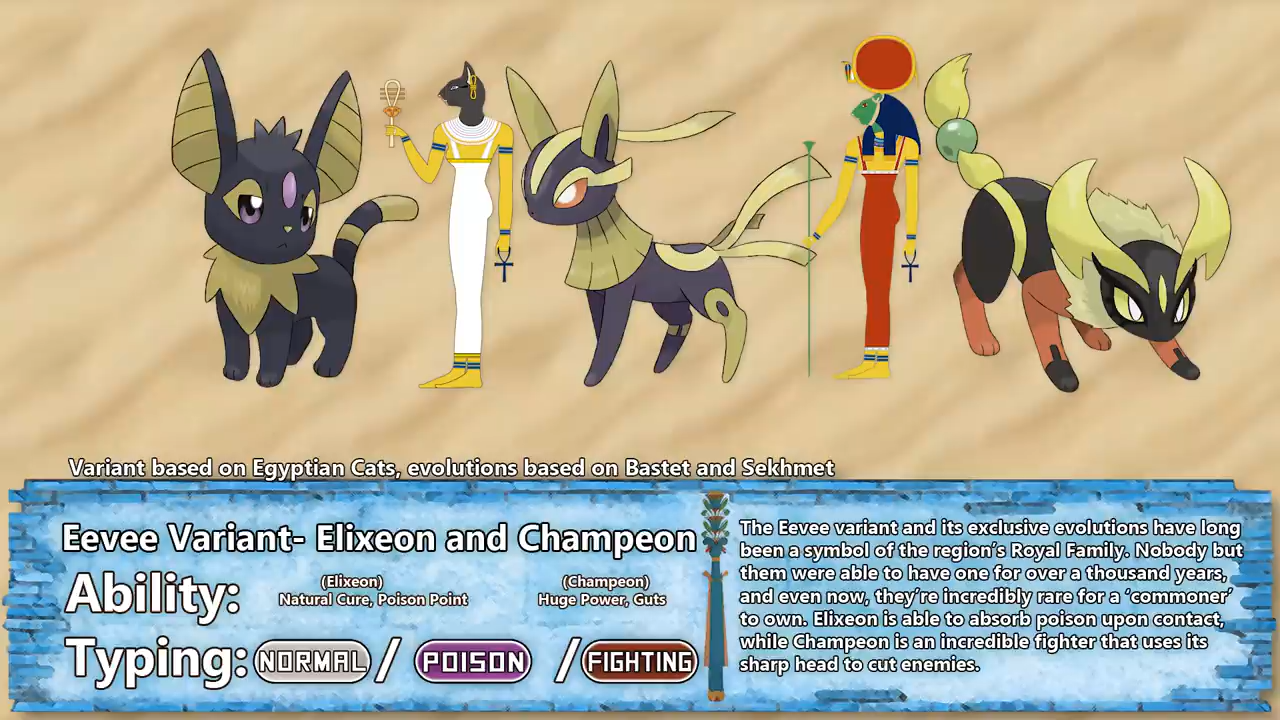 Variant based on Egyptian Cats, evolutions based on Bastet and Sekhmet
Eevee Variant- Elixeon and Champeon
Ability:
(Elixeon)
Natural Cure, Poison Point
(Champeon)
Huge Power, Guts
Typing: NORMAL / POISON / FIGHTING
The Eevee variant and its exclusive evolutions have long
been a symbol of the region's Royal Family. Nobody but
them were able to have one for over a thousand years,
and even now, they're incredibly rare for a 'commoner'
to own. Elixeon is able to absorb poison upon contact,
while Champeon is an incredible fighter that uses its
sharp head to cut enemies.